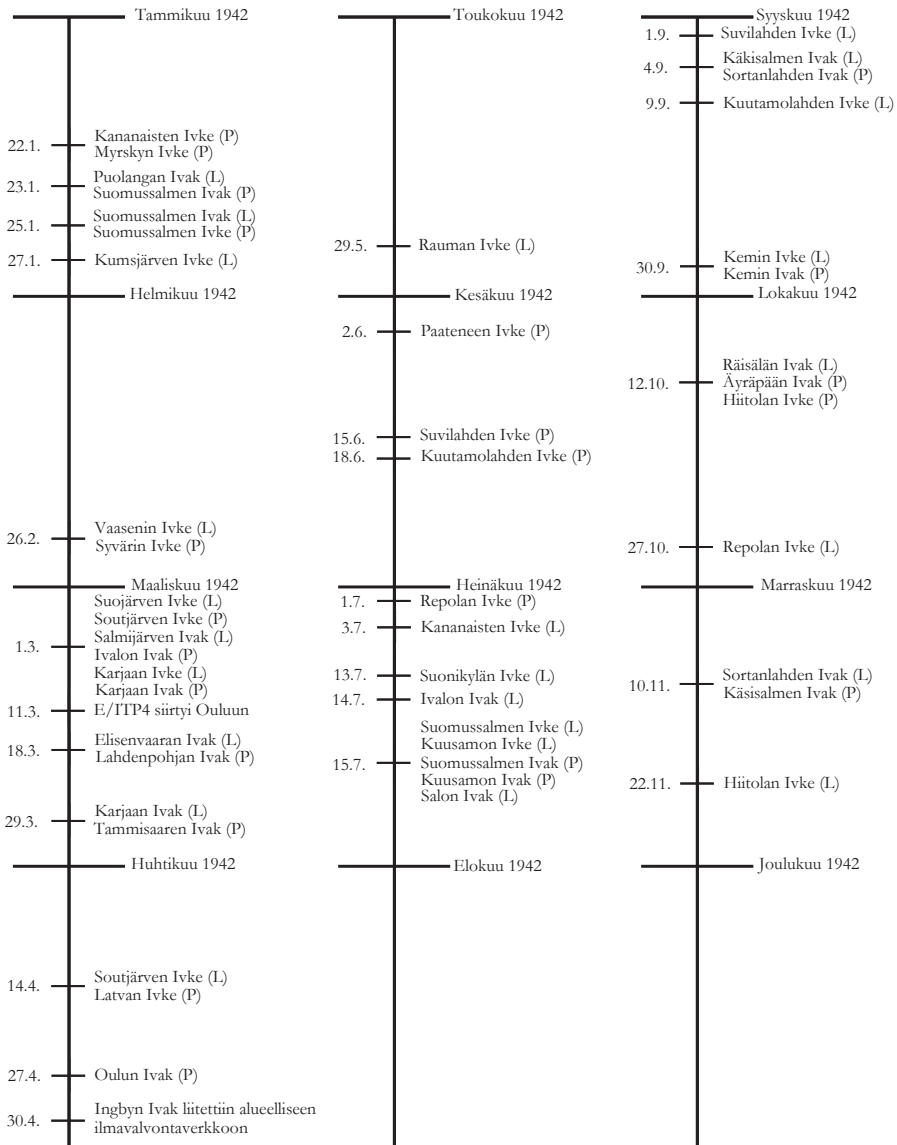 Tammikuu 1942
22.1.
Kananaisten Ivke (P)
Myrskyn Ivke (P)
23.1.
Puolangan Ivak (L)
Suomussalmen Ivak (P)
25.1.
Suomussalmen Ivak (L)
Suomussalmen Ivke (P)
27.1.
Kumsjärven Ivke (L)
Helmikuu 1942
26.2.
Vaasenin Ivke (L)
Syvärin Ivke (P)
Maaliskuu 1942
1.3.
Suojärven Ivke (L)
Soutjärven Ivke (P)
Salmijärven Ivak (L)
Ivalon Ivak (P)
Karjaan Ivke (L)
Karjaan Ivak (P)
11.3.
E/ITP4 siirtyi Ouluun
18.3.
Elisenvaaran Ivak (L)
Lahdenpohjan Ivak (P)
29.3.
Karjaan Ivak (L)
Tammisaaren Ivak (P)
Huhtikuu 1942
14.4.
Soutjärven Ivke (L)
Latvan Ivke (P)
27.4.
Oulun Ivak (P)
30.4.
Ingbyn Ivak liitettiin alueelliseen
ilmavalvontaverkkoon
Toukokuu 1942
29.5.
Rauman Ivke (L)
Kesäkuu 1942
2.6.
Paateneen Ivke (P)
15.6.
Suvilahden Ivke (P)
18.6.
Kuutamolahden Ivke (P)
Heinäkuu 1942
1.7.
Repolan Ivke (P)
3.7.
Kananaisten Ivke (L)
13.7.
Suonikylän Ivke (L)
14.7.
Ivalon Ivak (L)
15.7.
Suomussalmen Ivke (L)
Kuusamon Ivke (L)
Suomussalmen Ivak (P)
Kuusamon Ivak (P)
Salon Ivak (L)
Elokuu 1942
Syyskuu 1942
1.9.
Suvilahden Ivke (L)
4.9.
Käkisalmen Ivak (L)
Sortanlahden Ivak (P)
9.9.
Kuutamolahden Ivke (L)
30.9.
Kemin Ivke (L)
Kemin Ivak (P)
Lokakuu 1942
12.10.
Räisälän Ivak (L)
Äyräpään Ivak (P)
Hiitolan Ivke (P)
27.10.
Repolan Ivke (L)
Marraskuu 1942
10.11.
Sortanlahden Ivak (L)
Käsisalmen Ivak (P)
22.11.
Hiitolan Ivke (L)
Joulukuu 1942